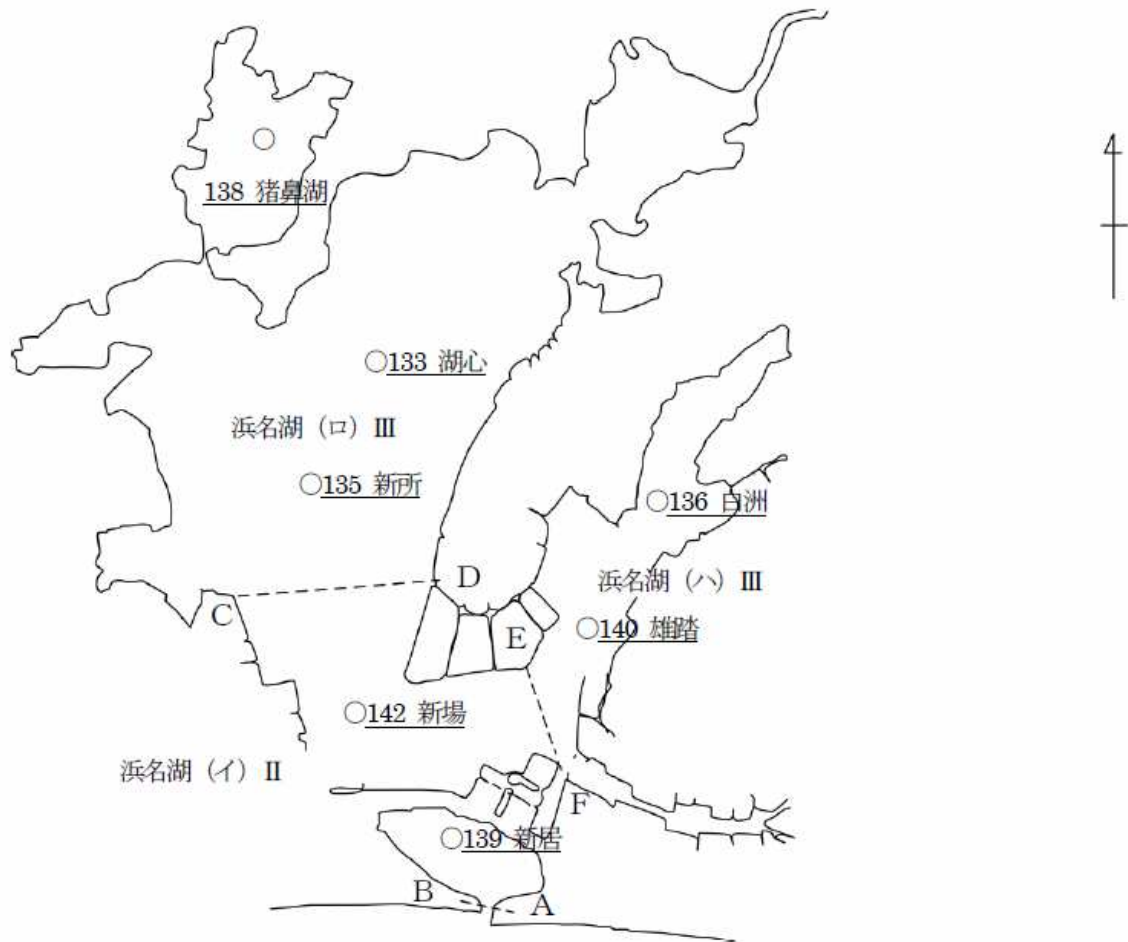 138 猪鼻湖
○133 湖心
浜名湖（ロ）Ⅲ
○135 新所
○136 白洲
D
浜名湖（ハ）Ⅲ
C
○140 雄踏
E
○142 新場
浜名湖（イ）Ⅱ
F
○139 新居
B
A